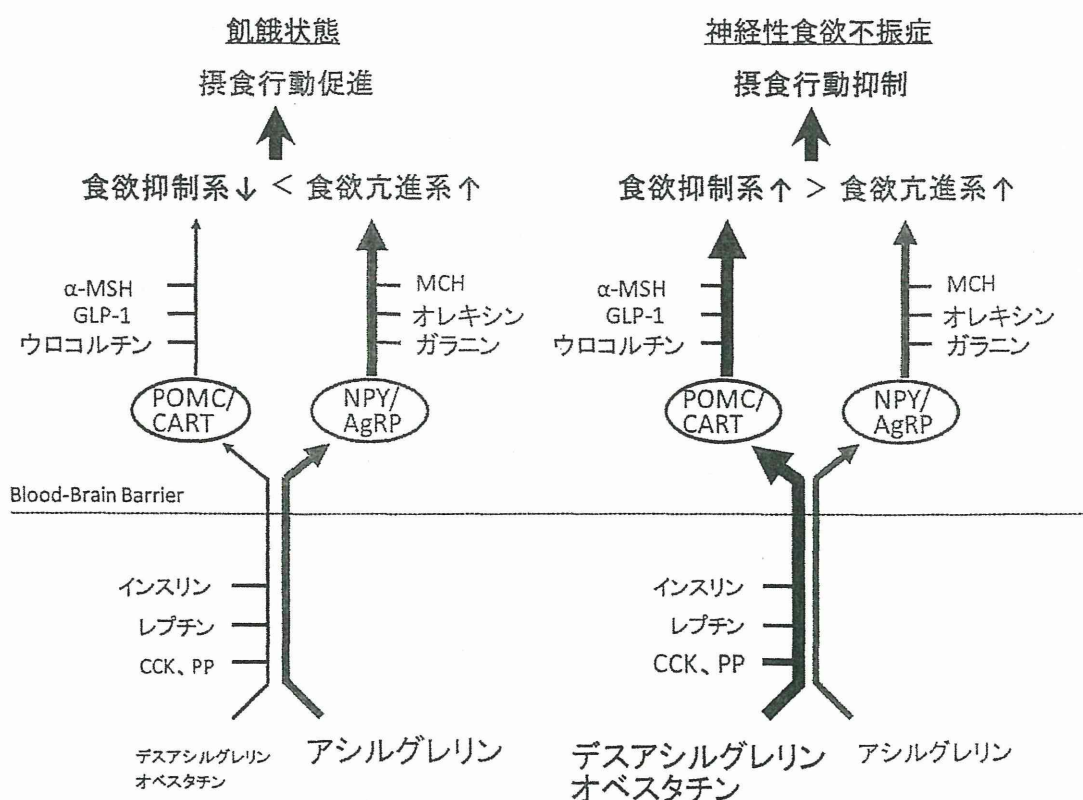 飢餓状態
摂食行動促進
食欲抑制系↓ < 食欲亢進系↑
α-MSH
GLP-1
ウロコルチン
MCH
オレキシン
ガラニン
POMC/
CART
NPY/
AgRP
神経性食欲不振症
摂食行動抑制
食欲抑制系↑ > 食欲亢進系↑
α-MSH
GLP-1
ウロコルチン
MCH
オレキシン
ガラニン
POMC/
CART
NPY/
AgRP
Blood-Brain Barrier
インスリン
レプチン
CCK、PP
デスアシルグレリン
オベスタチン
アシルグレリン
インスリン
レプチン
CCK、PP
デスアシルグレリン
オベスタチン
アシルグレリン